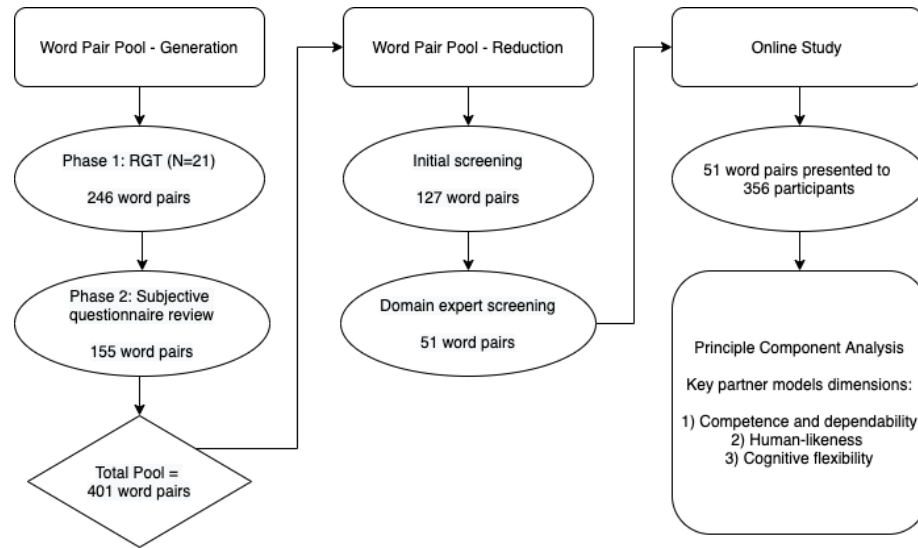 Word Pair Pool - Generation
Phase 1: RGT (N=21)
246 word pairs
Phase 2: Subjective
questionnaire review
155 word pairs
Total Pool =
401 word pairs
Word Pair Pool - Reduction
Initial screening
127 word pairs
Domain expert screening
51 word pairs
Online Study
51 word pairs presented to
356 participants
Principle Component Analysis
Key partner models dimensions:
1) Competence and dependability
2) Human-likeness
3) Cognitive flexibility